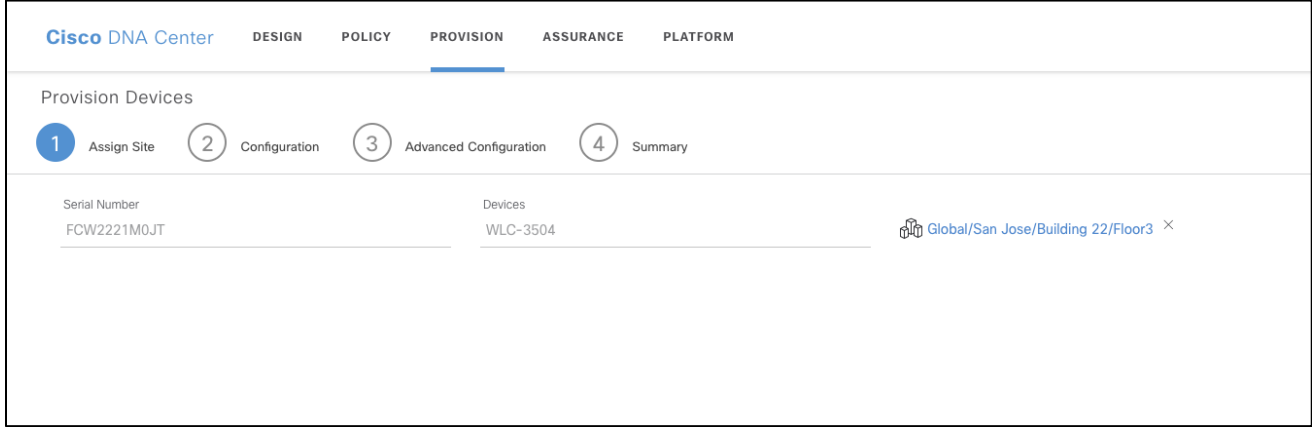 Cisco DNA Center DESIGN POLICY PROVISION ASSURANCE PLATFORM
Provision Devices
1 Assign Site 2 Configuration 3 Advanced Configuration 4 Summary
Serial Number Devices
FCW2221M0JT WLC-3504 Global/San Jose/Building 22/Floor3